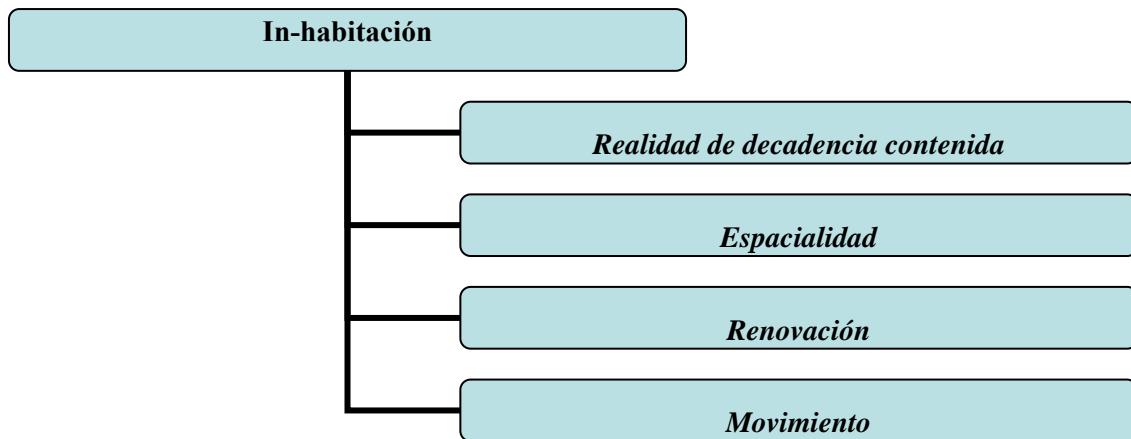 In-habitación
Realidad de decadencia contenida
Espacialidad
Renovación
Movimiento